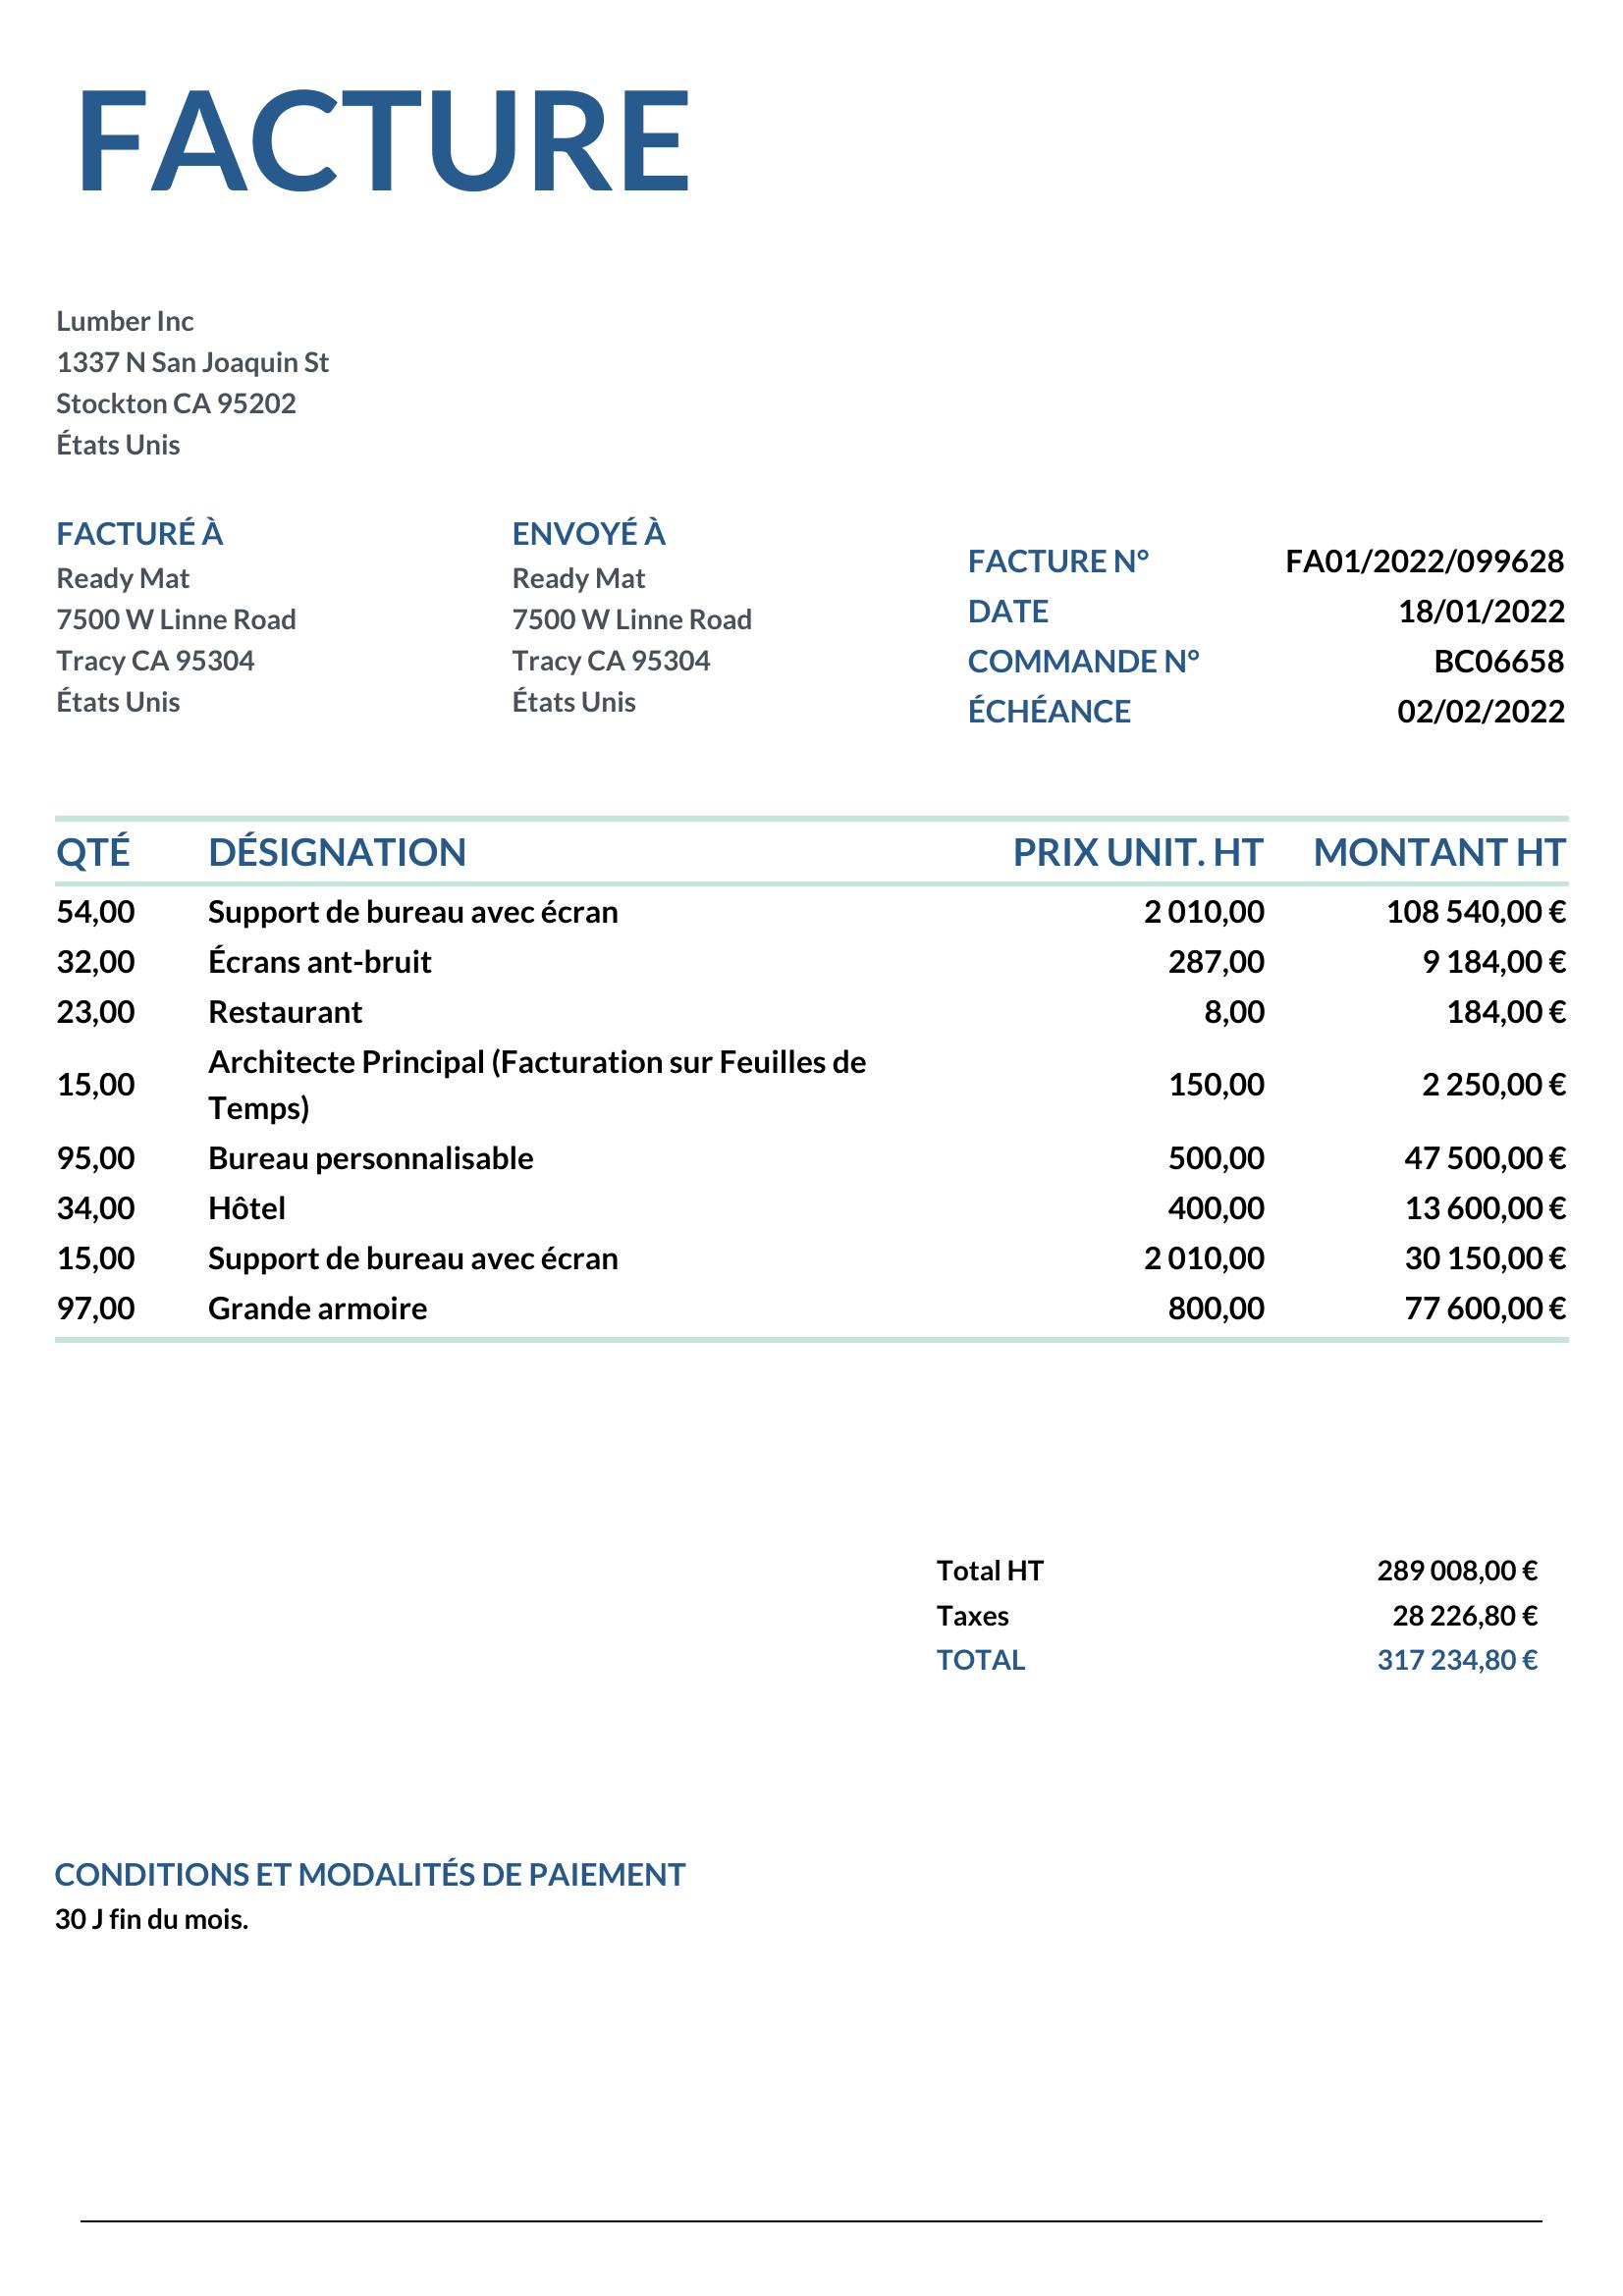 FACTURE
Lumber Inc
1337 N San Joaquin St
Stockton CA 95202
États Unis
FACTURÉ À
Ready Mat
7500 W Linne Road
Tracy CA 95304
États Unis
ENVOYÉ À
Ready Mat
7500 W Linne Road
Tracy CA 95304
États Unis
FACTURE N° FA01/2022/099628
DATE 18/01/2022
COMMANDE N° BC06658
ÉCHÉANCE 02/02/2022
QTÉ DÉSIGNATION PRIX UNIT. HT MONTANT HT
54,00 Support de bureau avec écran 2 010,00 108 540,00 €
32,00 Écrans ant-bruit 287,00 9 184,00 €
23,00 Restaurant 8,00 184,00 €
15,00 Architecte Principal (Facturation sur Feuilles de 150,00 2 250,00 €
Temps)
95,00 Bureau personnalisable 500,00 47 500,00 €
34,00 Hôtel 400,00 13 600,00 €
15,00 Support de bureau avec écran 2 010,00 30 150,00 €
97,00 Grande armoire 800,00 77 600,00 €
Total HT 289 008,00 €
Taxes 28 226,80 €
TOTAL 317 234,80 €
CONDITIONS ET MODALITÉS DE PAIEMENT
30 J fin du mois.